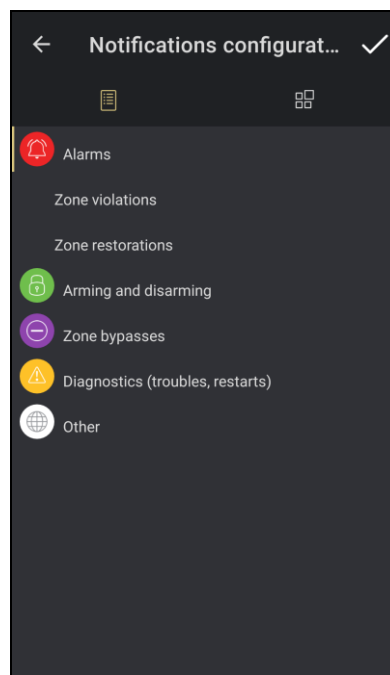 Notifications configurat...
Alarms
Zone violations
Zone restorations
Arming and disarming
Zone bypasses
Diagnostics (troubles, restarts)
Other